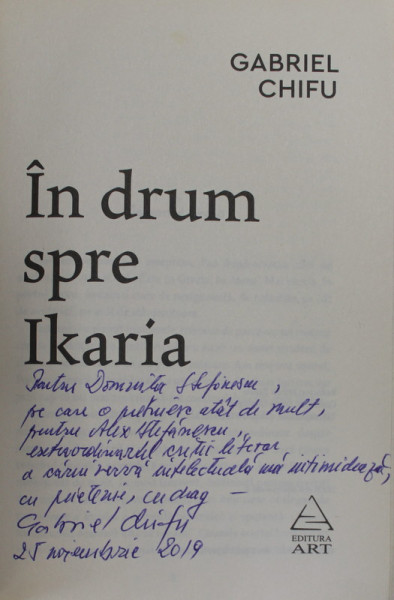 GABRIEL
CHIFU
În drum
spre
Ikaria
Pentru Domnița Ștefănescu,
pe care o prețuiesc atât de mult,
pentru Alex Ștefănescu,
extraordinarul critic literar
a cărui vervă intelectuală mă intimidează,
cu prietenie, cu drag —
Gabriel Chifu
25 noiembrie 2019
EDITURA
ART